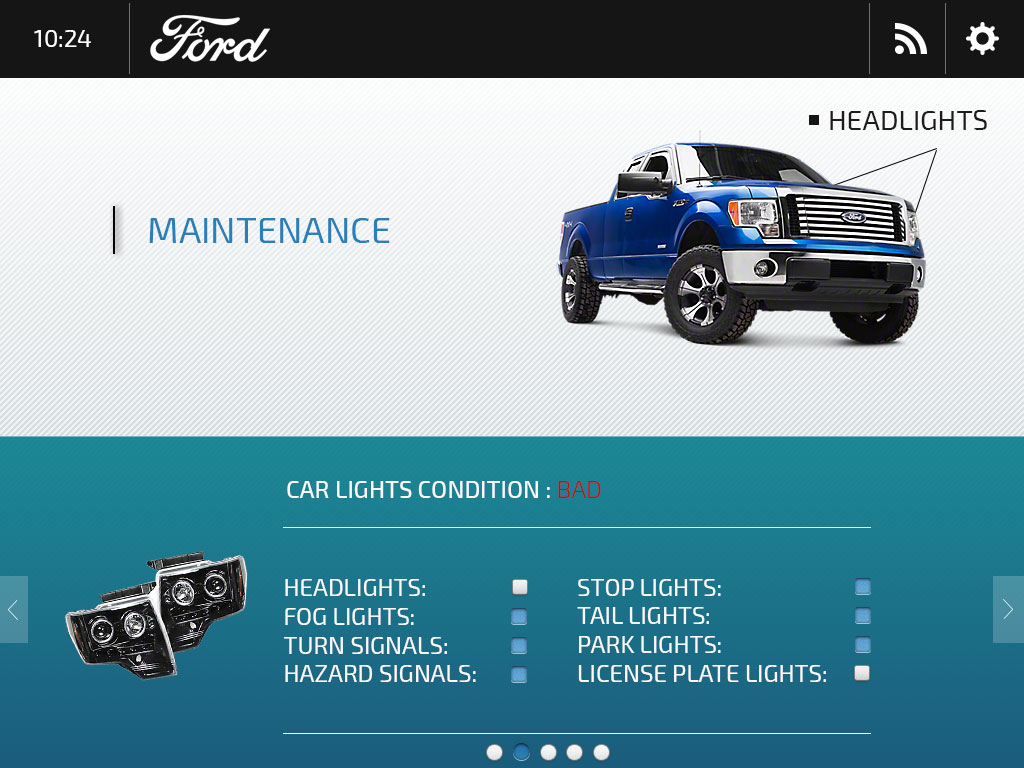 10:24
Ford
HEADLIGHTS
MAINTENANCE
CAR LIGHTS CONDITION : BAD
HEADLIGHTS:
FOG LIGHTS:
TURN SIGNALS:
HAZARD SIGNALS:
STOP LIGHTS:
TAIL LIGHTS:
PARK LIGHTS:
LICENSE PLATE LIGHTS: